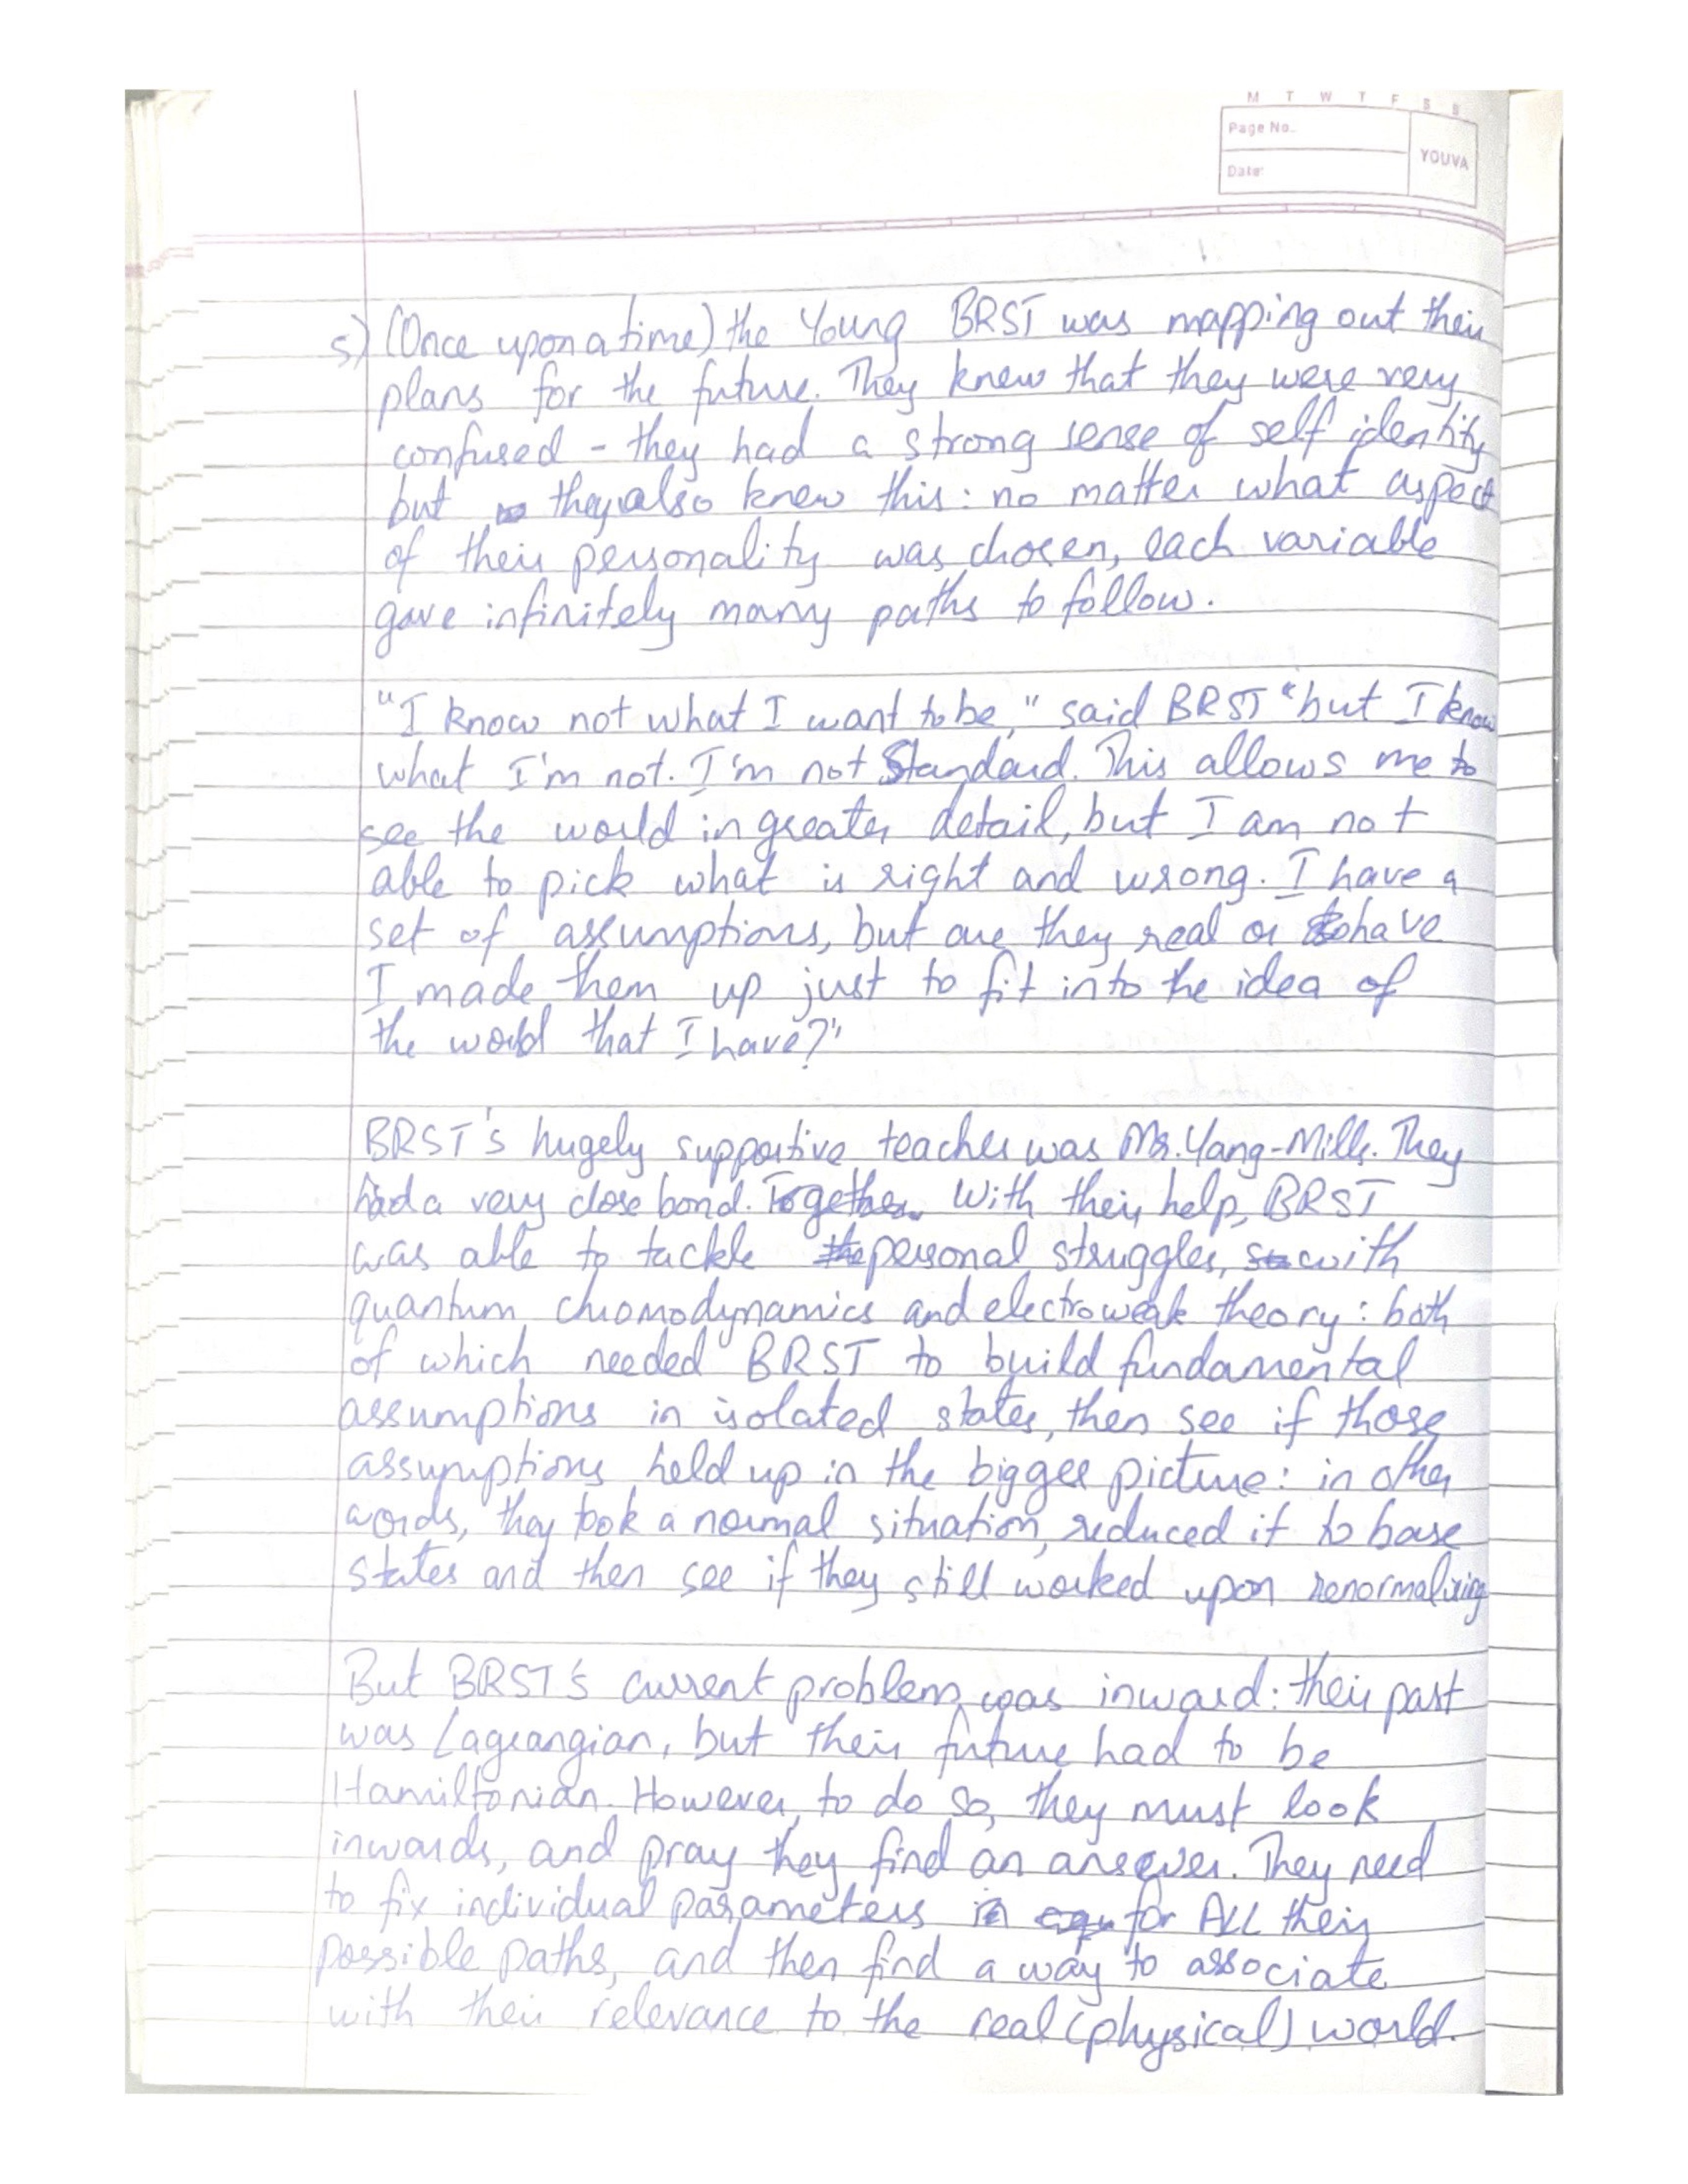 M T W T F S S
Page No.
Date:
YOUVA
5) (Once upon a time) the Young BRST was mapping out their
plans for the future. They knew that they were very
confused - they had a strong sense of self identity
but they also knew this: no matter what aspect
of their personality was chosen, each variable
gave infinitely many paths to follow.
"I know not what I want to be," said BRST "but I know
what I'm not. I'm not Standard. This allows me to
see the world in greater detail, but I am not
able to pick what is right and wrong. I have a
set of assumptions, but are they real or have
I made them up just to fit into the idea of
the world that I have?"
BRST's hugely supportive teacher was Mr. Yang-Mills. They
had a very close bond. Together With their help, BRST
was able to tackle personal struggles, with
quantum chromodynamics and electroweak theory: both
of which needed BRST to build fundamental
assumptions in isolated states, then see if those
assumptions held up in the bigger picture: in other
words, they took a normal situation, reduced it to base
states and then see if they still worked upon renormalizing
But BRST's current problem was inward: their past
was Lagrangian, but their future had to be
Hamiltonian. However, to do so, they must look
inwards, and pray they find an answer. They need
to fix individual parameters for ALL their
possible paths, and then find a way to associate
with their relevance to the real (physical) world.